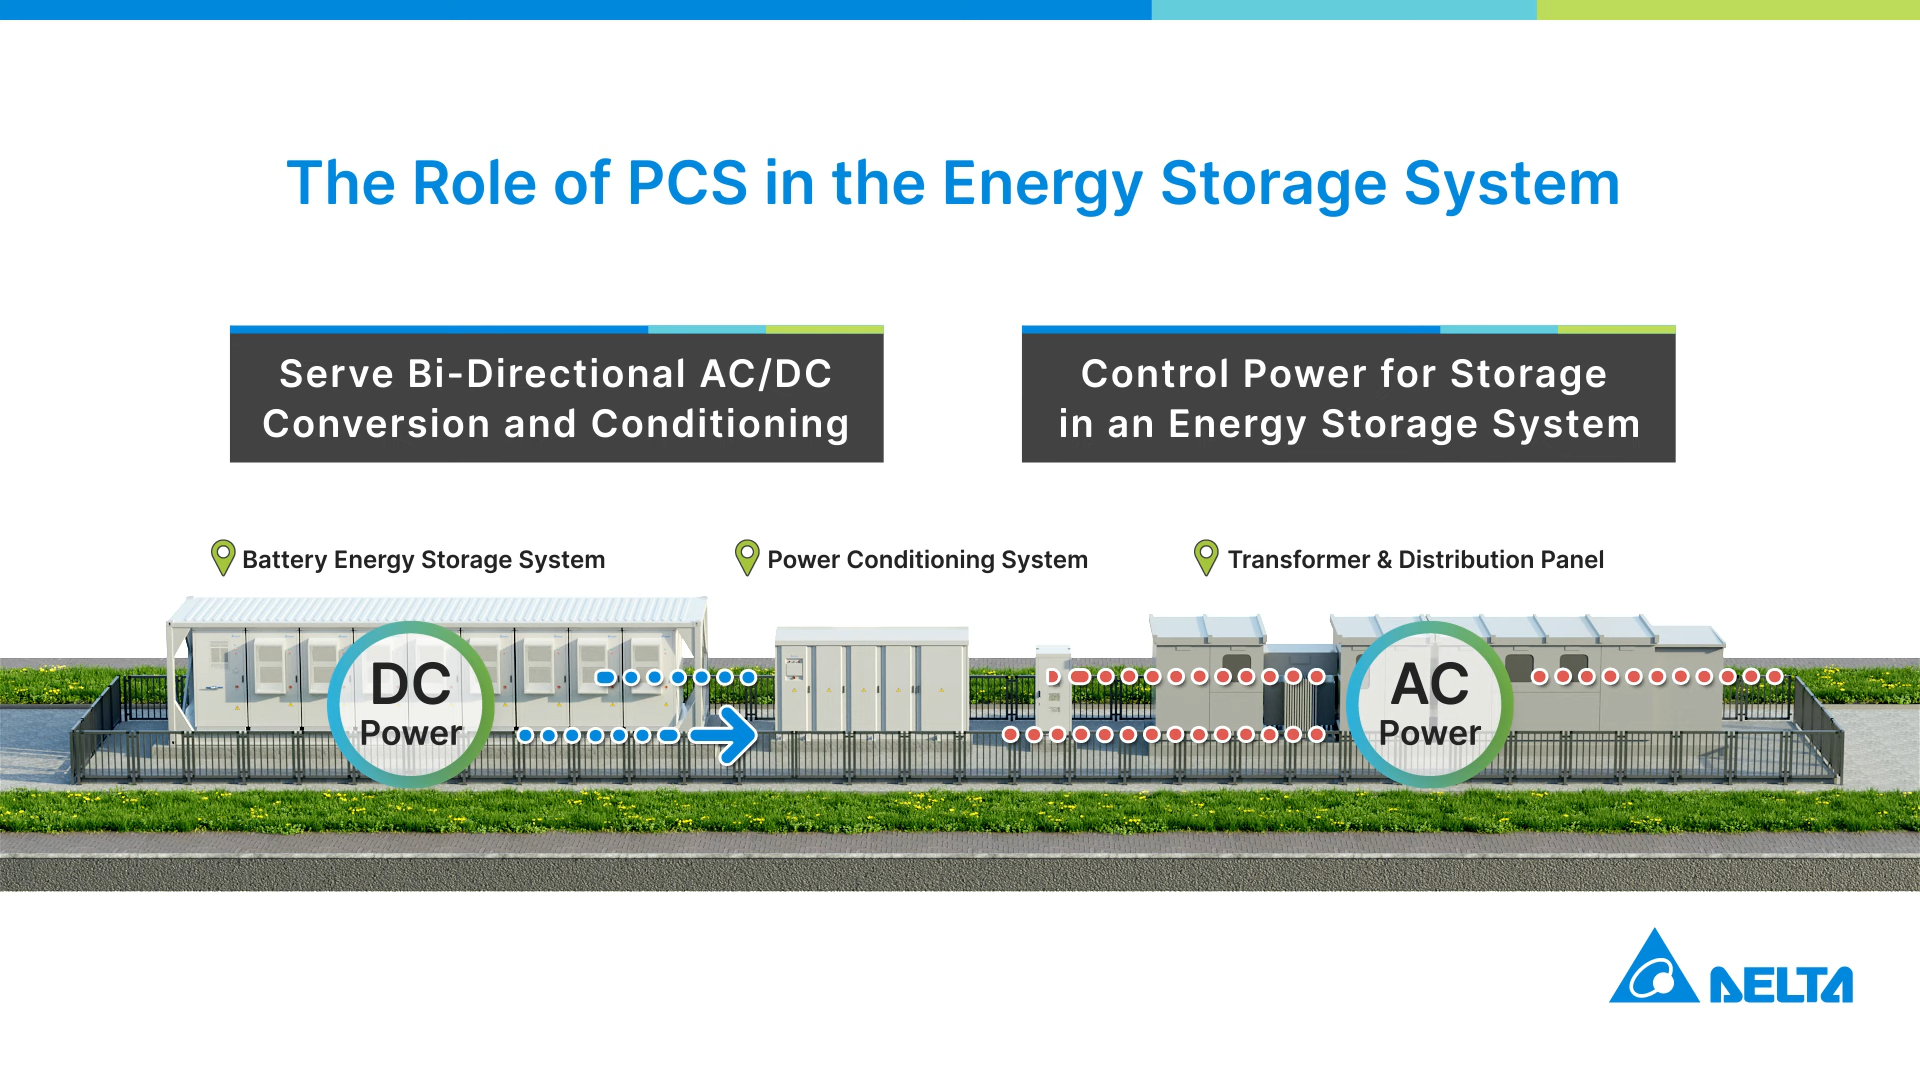 The Role of PCS in the Energy Storage System
Serve Bi-Directional AC/DC
Conversion and Conditioning
Control Power for Storage
in an Energy Storage System
Battery Energy Storage System
Power Conditioning System
Transformer & Distribution Panel
DC
Power
AC
Power
DELTA